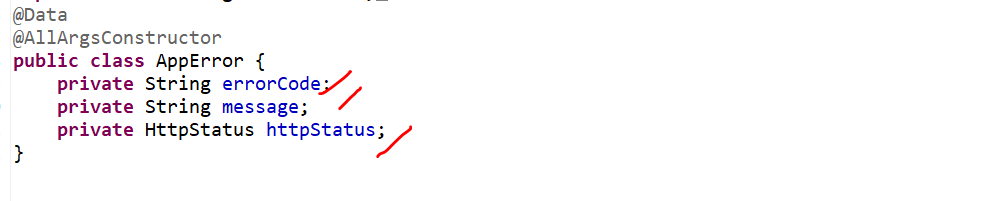 @Data
@AllArgsConstructor
public class AppError {
private String errorCode;
private String message;
private HttpStatus httpStatus;
}